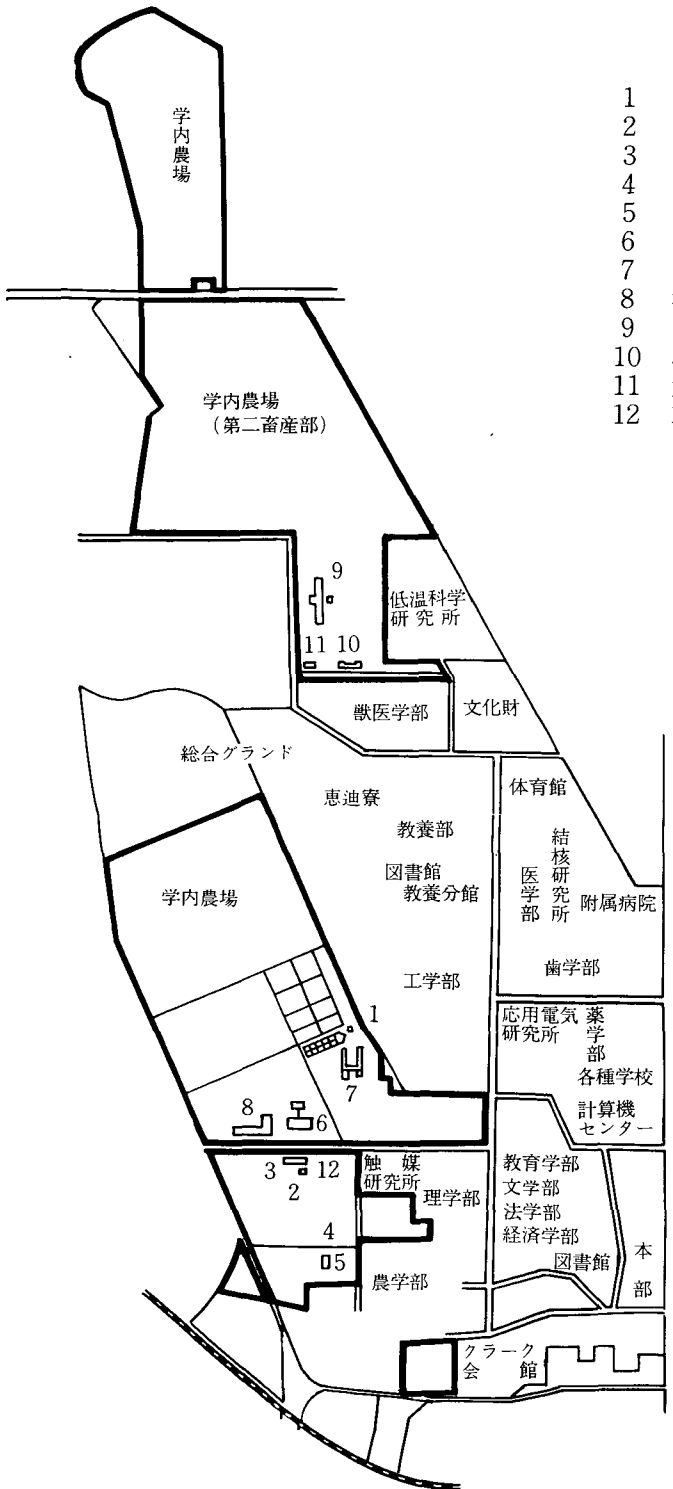 学内農場
1
2
3
4
5
6
7
8
9
10
11
12
学内農場
（第二畜産部）
9
低温科学
研究所
11
10
獣医学部
文化財
総合グランド
恵迪寮
体育館
教養部
結核研究所
医学部
図書館
教養分館
附属病院
学内農場
歯学部
工学部
1
応用電気
研究所
薬学部
各種学校
7
計算機
センター
8
6
3
12
2
触媒
研究所
理学部
教育学部
文学部
法学部
経済学部
図書館
4
5
農学部
本部
クラーク
会館